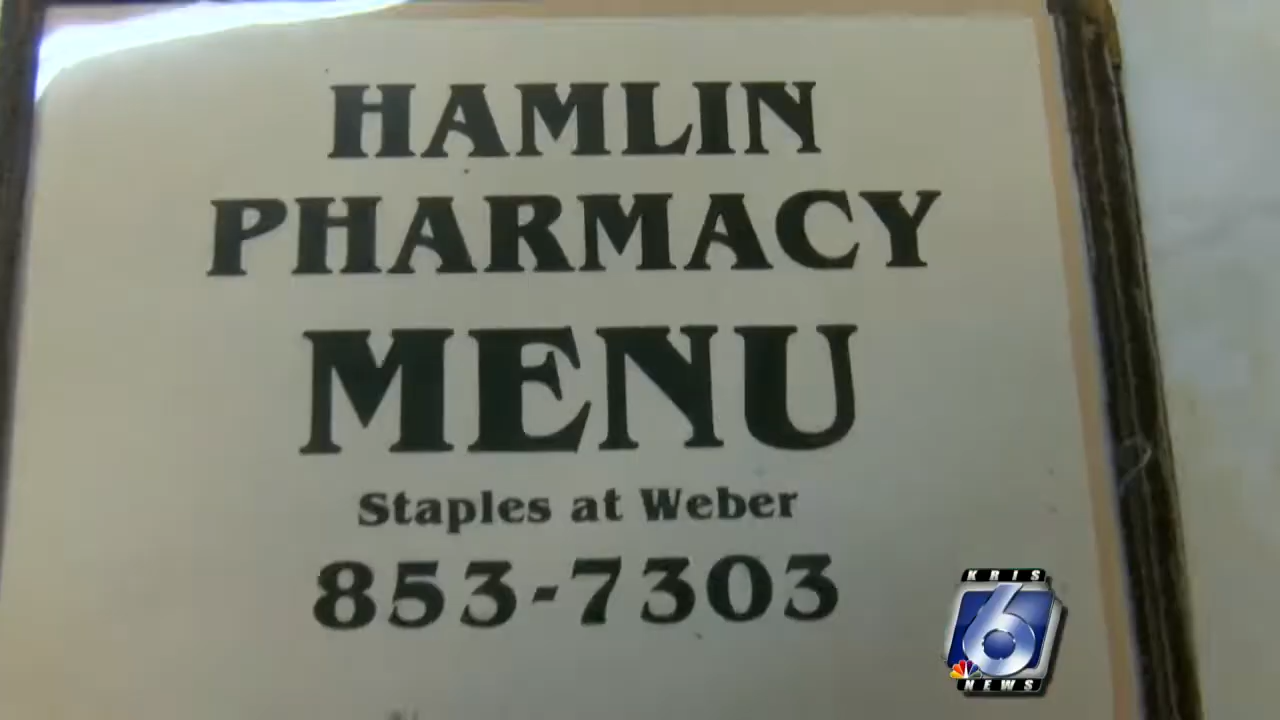 HAMLIN
PHARMACY
MENU
Staples at Weber
853-7303
KRIS
6
NEWS